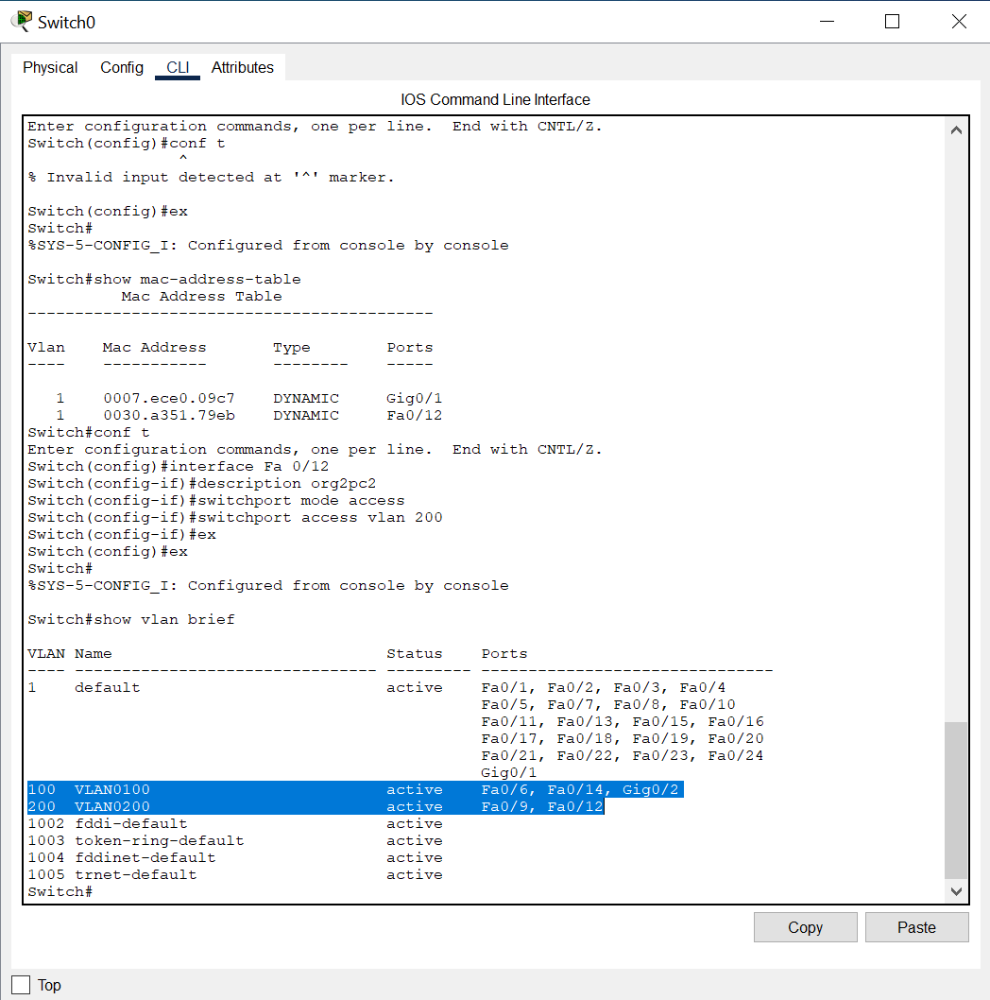 Switch0
Physical Config CLI Attributes
IOS Command Line Interface
Enter configuration commands, one per line.  End with CNTL/Z.
Switch(config)#conf t
                ^
% Invalid input detected at '^' marker.
Switch(config)#ex
Switch#
%SYS-5-CONFIG_I: Configured from console by console
Switch#show mac-address-table
          Mac Address Table
-------------------------------------------
Vlan    Mac Address       Type        Ports
----    -----------       --------    -----
   1    0007.ece0.09c7    DYNAMIC     Gig0/1
   1    0030.a351.79eb    DYNAMIC     Fa0/12
Switch#conf t
Enter configuration commands, one per line.  End with CNTL/Z.
Switch(config)#interface Fa 0/12
Switch(config-if)#description org2pc2
Switch(config-if)#switchport mode access
Switch(config-if)#switchport access vlan 200
Switch(config-if)#ex
Switch(config)#ex
Switch#
%SYS-5-CONFIG_I: Configured from console by console
Switch#show vlan brief
VLAN Name                             Status    Ports
---- -------------------------------- --------- -------------------------------
1    default                          active    Fa0/1, Fa0/2, Fa0/3, Fa0/4
                                                Fa0/5, Fa0/7, Fa0/8, Fa0/10
                                                Fa0/11, Fa0/13, Fa0/15, Fa0/16
                                                Fa0/17, Fa0/18, Fa0/19, Fa0/20
                                                Fa0/21, Fa0/22, Fa0/23, Fa0/24
                                                Gig0/1
100  VLAN0100                         active    Fa0/6, Fa0/14, Gig0/2
200  VLAN0200                         active    Fa0/9, Fa0/12
1002 fddi-default                     active
1003 token-ring-default               active
1004 fddinet-default                  active
1005 trnet-default                    active
Switch#
Copy Paste
Top